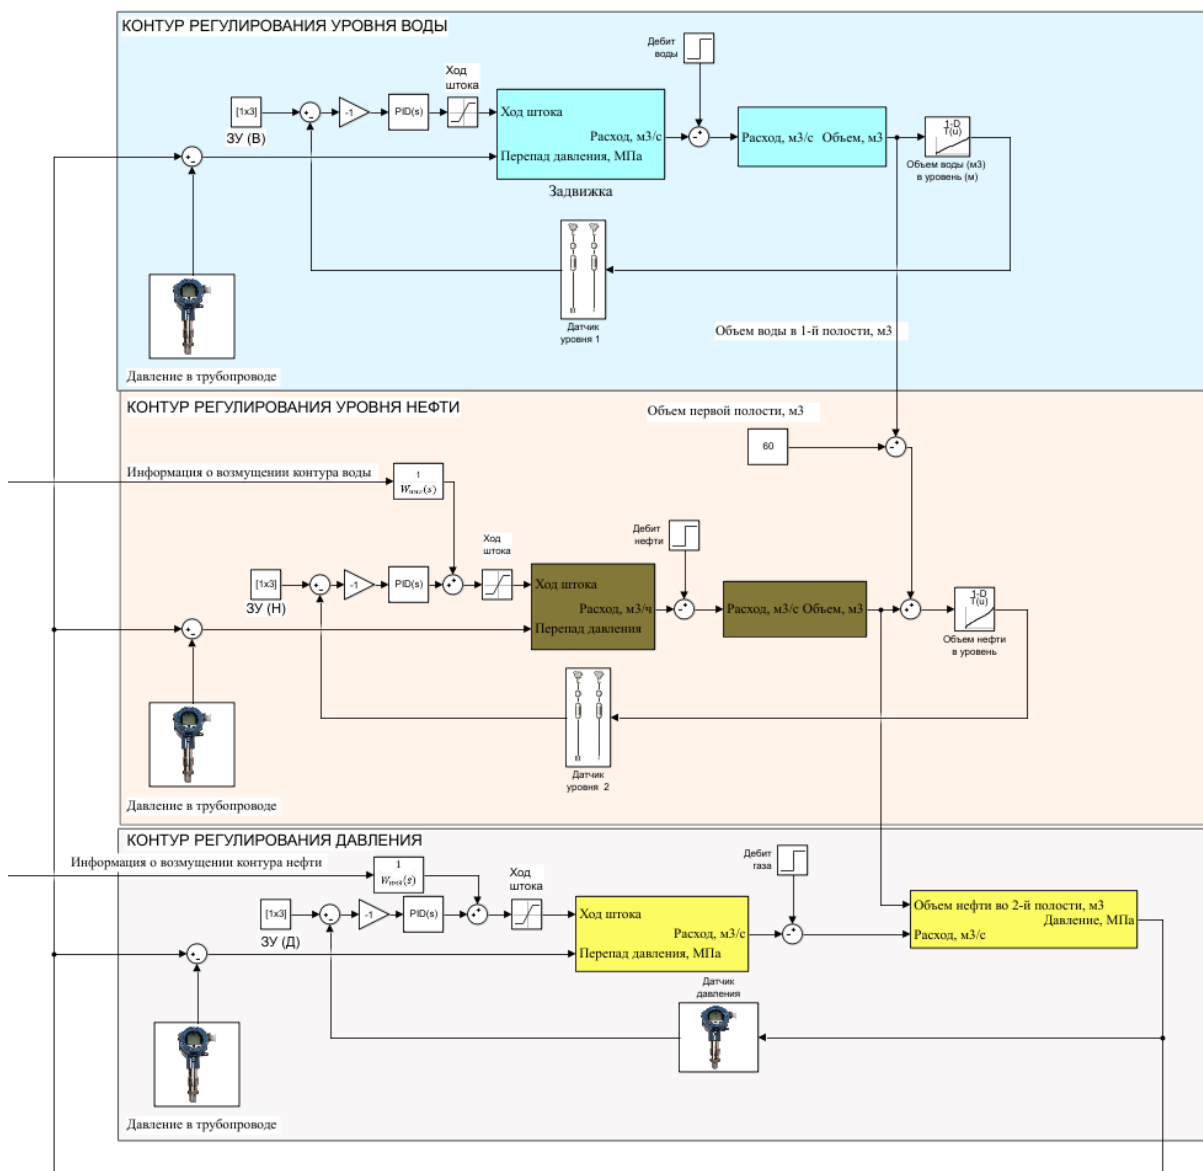 КОНТУР РЕГУЛИРОВАНИЯ УРОВНЯ ВОДЫ
Дебит
воды
Ход
штока
[1x3]
-1
PID(s)
ЗУ (В)
Ход штока
Расход, м3/с
Перепад давления, МПа
Задвижка
Расход, м3/с Объем, м3
1-D
T(u)
Объем воды (м3)
в уровень (м)
Датчик
уровня 1
Давление в трубопроводе
Объем воды в 1-й полости, м3
КОНТУР РЕГУЛИРОВАНИЯ УРОВНЯ НЕФТИ
Объем первой полости, м3
60
Информация о возмущении контура воды
1
Ход
штока
Дебит
нефти
[1x3]
-1
PID(s)
ЗУ (Н)
Ход штока
Расход, м3/ч
Перепад давления
Расход, м3/с Объем, м3
1-D
T(u)
Объем нефти
в уровень
Датчик
уровня 2
Давление в трубопроводе
КОНТУР РЕГУЛИРОВАНИЯ ДАВЛЕНИЯ
Информация о возмущении контура нефти
1
Ход
штока
Дебит
газа
[1x3]
-1
PID(s)
ЗУ (Д)
Ход штока
Расход, м3/с
Перепад давления, МПа
Объем нефти во 2-й полости, м3
Давление, МПа
Расход, м3/с
Датчик
давления
Давление в трубопроводе